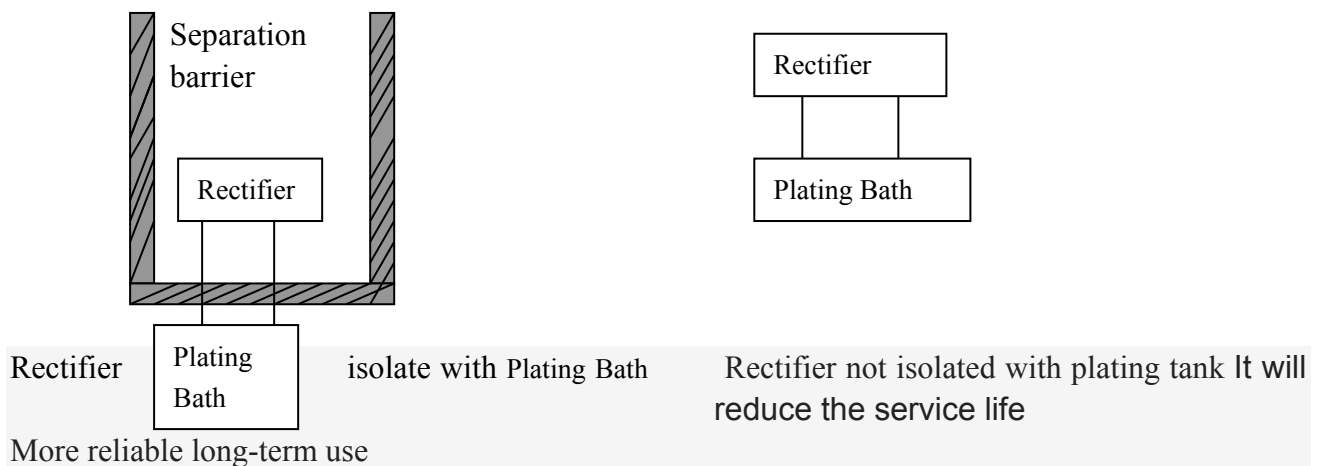 Separation
barrier
Rectifier
Plating
Bath
Rectifier
Plating Bath
Rectifier isolate with Plating Bath
More reliable long-term use
Rectifier not isolated with plating tank It will
reduce the service life